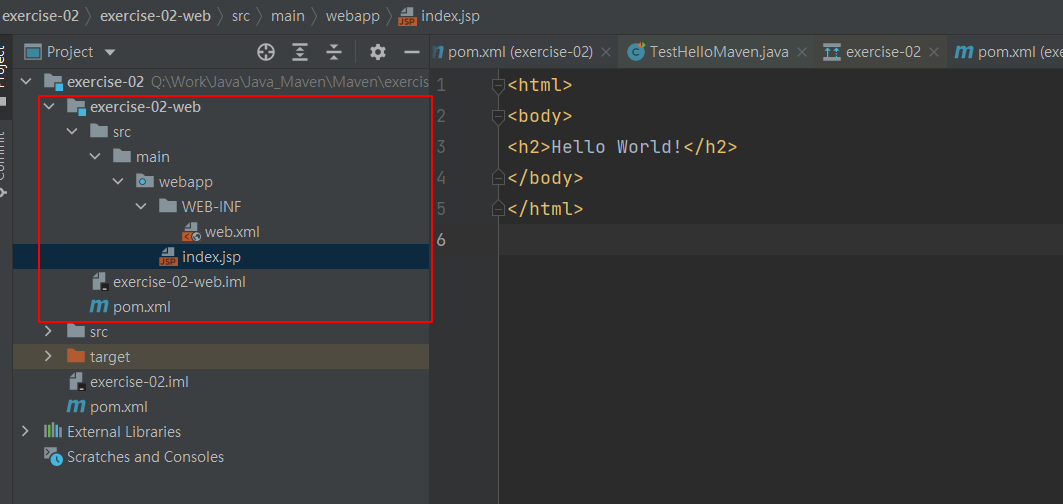 exercise-02 〉 exercise-02-web 〉 src 〉 main 〉 webapp 〉 index.jsp
Project
Commit
Project
pom.xml (exercise-02) TestHelloMaven.java exercise-02 pom.xml (exe
exercise-02 Q:\Work\Java\Java_Maven\Maven\exercis
exercise-02-web
src
main
webapp
WEB-INF
web.xml
index.jsp
exercise-02-web.iml
pom.xml
src
target
exercise-02.iml
pom.xml
External Libraries
Scratches and Consoles
1 <html>
2 <body>
3 <h2>Hello World!</h2>
4 </body>
5 </html>
6